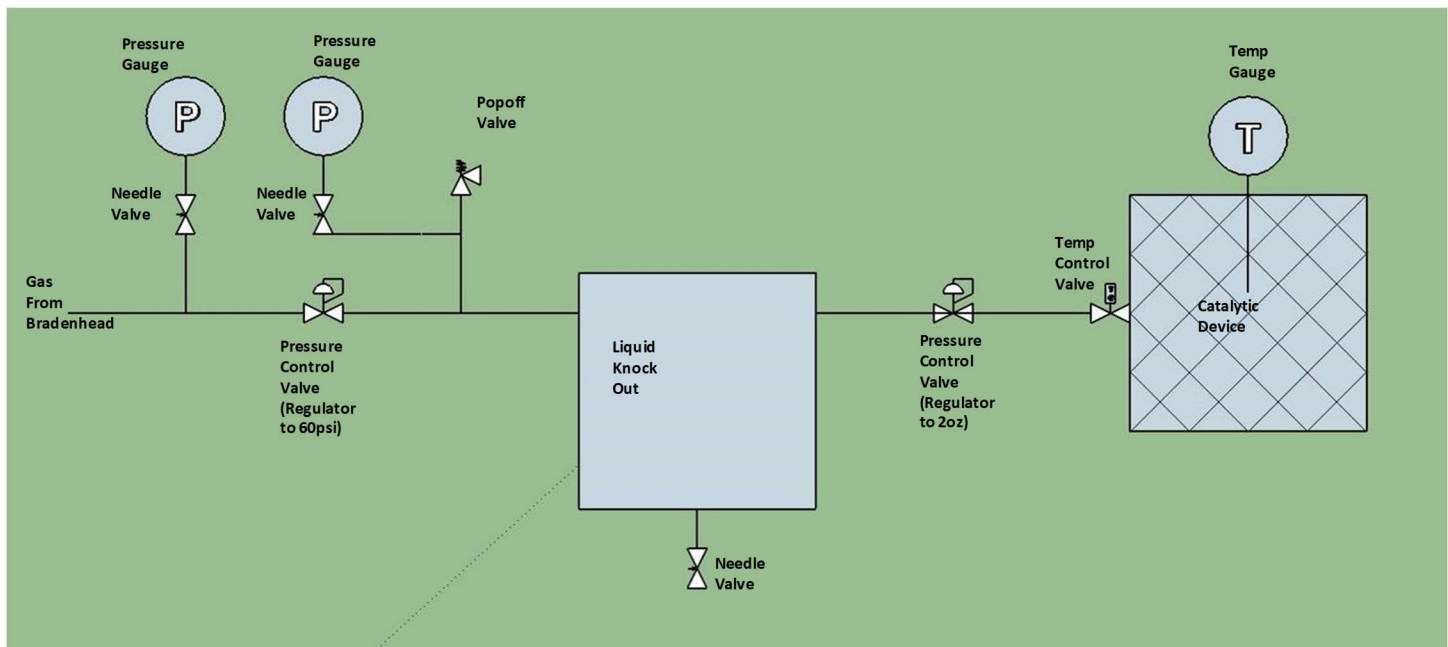 Pressure
Gauge
P
Pressure
Gauge
P
Popoff
Valve
Temp
Gauge
T
Needle
Valve
Needle
Valve
Gas
From
Bradenhead
Pressure
Control
Valve
(Regulator
to 60psi)
Liquid
Knock
Out
Needle
Valve
Pressure
Control
Valve
(Regulator
to 2oz)
Temp
Control
Valve
Catalytic
Device